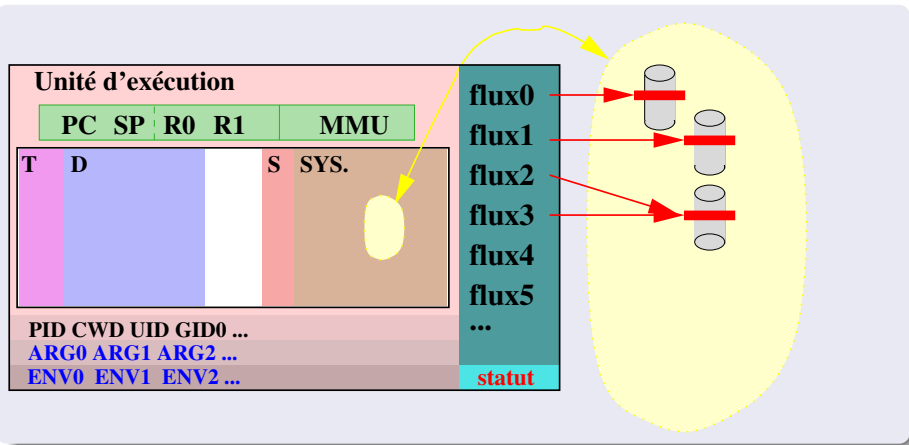 Unité d'exécution
PC SP R0 R1 MMU
T D S SYS.
PID CWD UID GID0 ...
ARG0 ARG1 ARG2 ...
ENV0 ENV1 ENV2 ...
flux0
flux1
flux2
flux3
flux4
flux5
...
statut